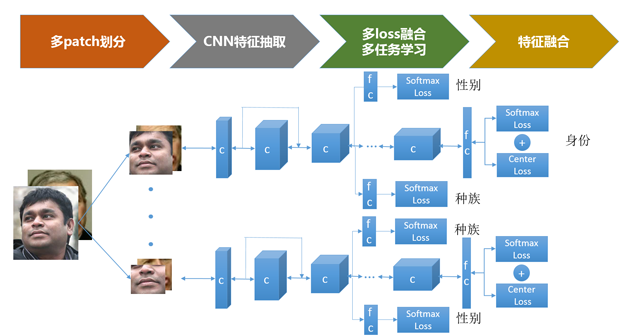 多patch划分
CNN特征抽取
多loss融合
多任务学习
特征融合
f
c
Softmax
Loss
性别
c
c
c
...
c
f
c
Softmax
Loss
+
Center
Loss
身份
f
c
Softmax
Loss
种族
f
c
Softmax
Loss
种族
c
c
c
...
c
f
c
Softmax
Loss
+
Center
Loss
f
c
Softmax
Loss
性别